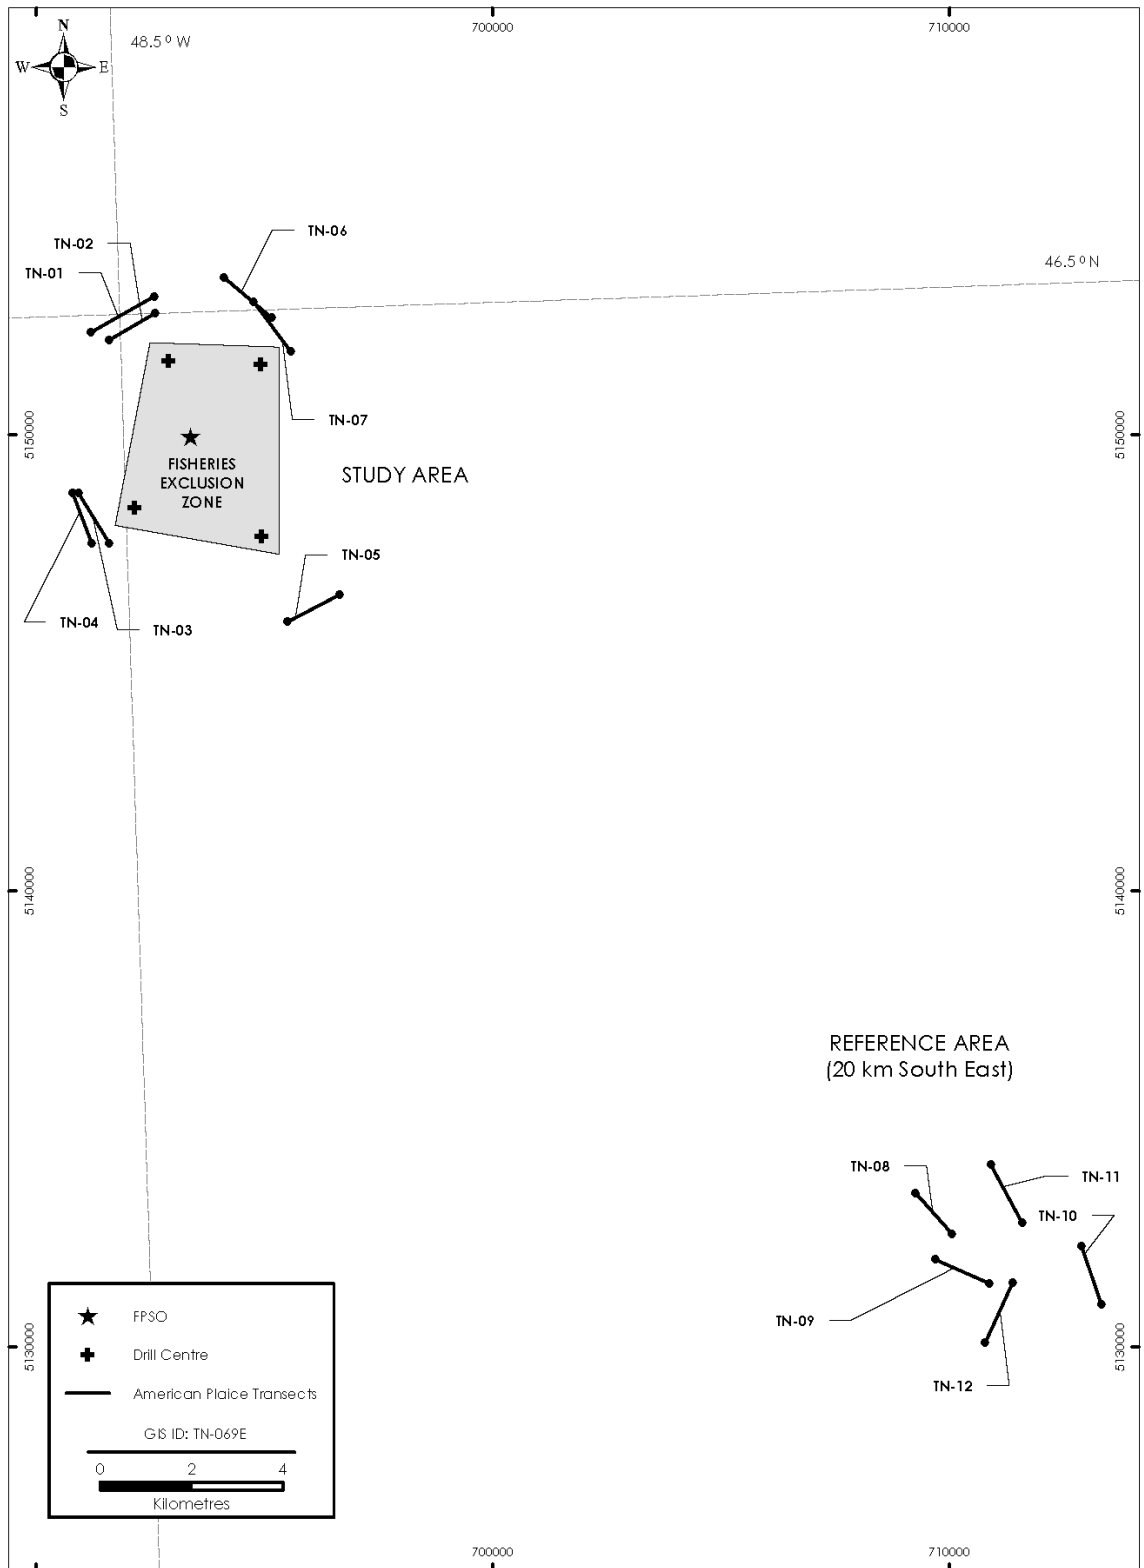 700000
710000
48.5 º W
N
W
E
S
TN-06
TN-02
TN-01
46.5 º N
TN-07
5150000
5150000
FISHERIES
EXCLUSION
ZONE
STUDY AREA
TN-05
TN-04
TN-03
5140000
5140000
REFERENCE AREA
(20 km South East)
TN-08
TN-11
TN-10
TN-09
TN-12
5130000
5130000
FPSO
Drill Centre
American Plaice Transects
GIS ID: TN-069E
0 2 4
Kilometres
700000
710000